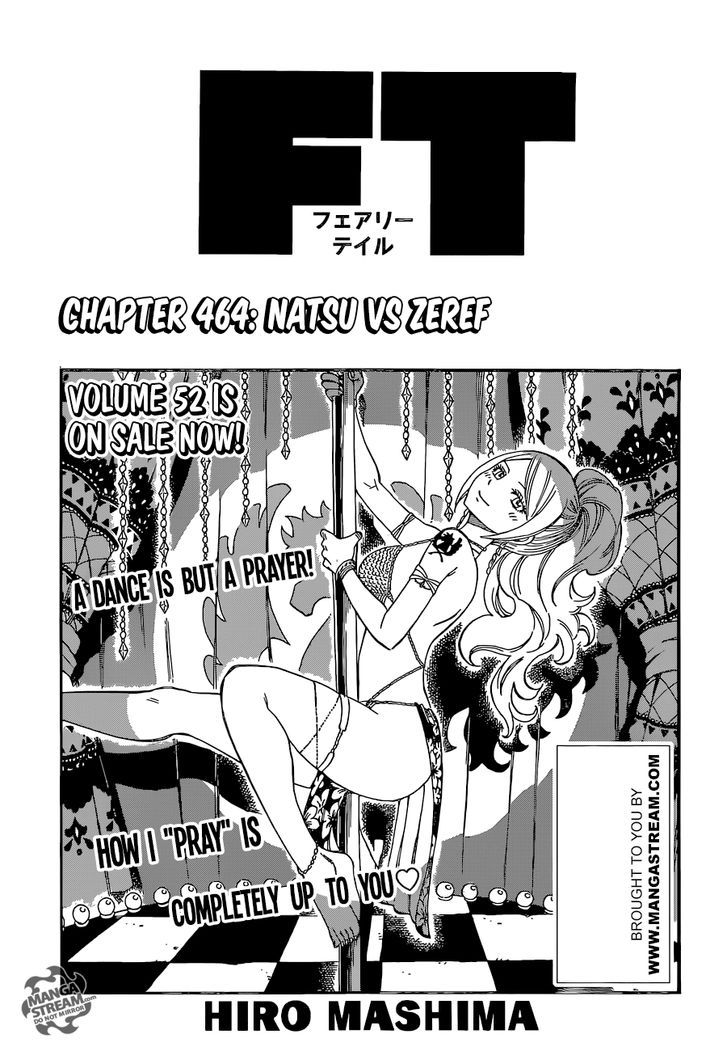 FT
フェアリー
テイル
CHAPTER 464: NATSU VS ZEREF
VOLUME 52 IS
ON SALE NOW!
A DANCE IS BUT A PRAYER!
HOW I "PRAY" IS
COMPLETELY UP TO YOU♡
BROUGHT TO YOU BY
WWW.MANGASTREAM.COM
MANGA
STREAM.com
DO NOT MIRROR
HIRO MASHIMA